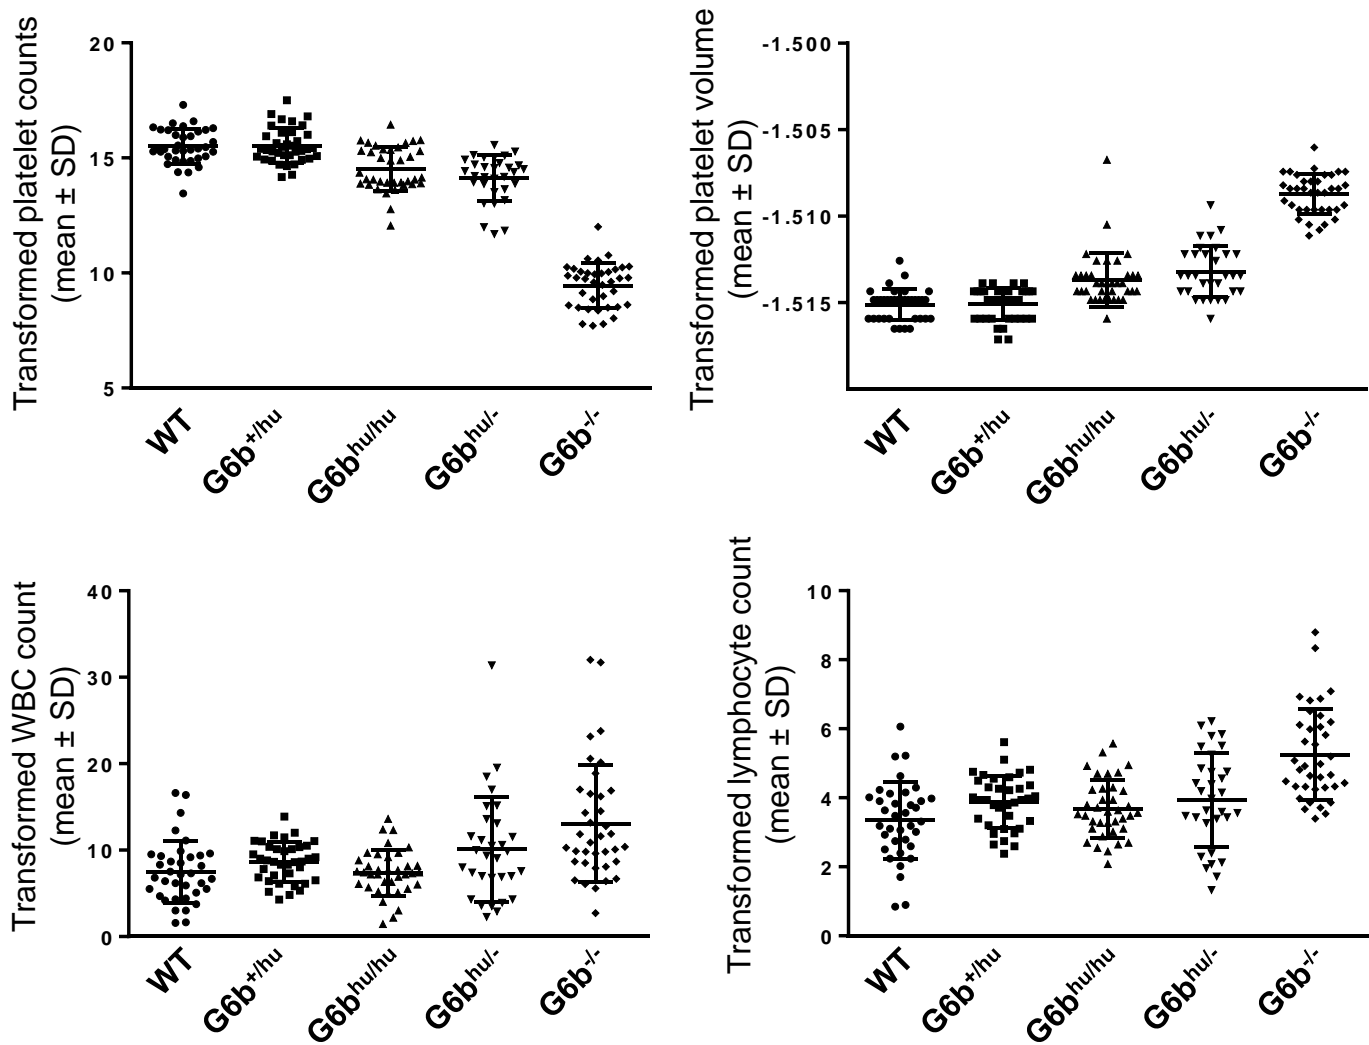 Transformed platelet counts
(mean ± SD)
20
15
10
5
WT
G6b+/hu
G6bhu/hu
G6bhu/-
G6b-/-
Transformed platelet volume
(mean ± SD)
-1.500
-1.505
-1.510
-1.515
WT
G6b+/hu
G6bhu/hu
G6bhu/-
G6b-/-
Transformed WBC count
(mean ± SD)
40
30
20
10
0
WT
G6b+/hu
G6bhu/hu
G6bhu/-
G6b-/-
Transformed lymphocyte count
(mean ± SD)
10
8
6
4
2
0
WT
G6b+/hu
G6bhu/hu
G6bhu/-
G6b-/-